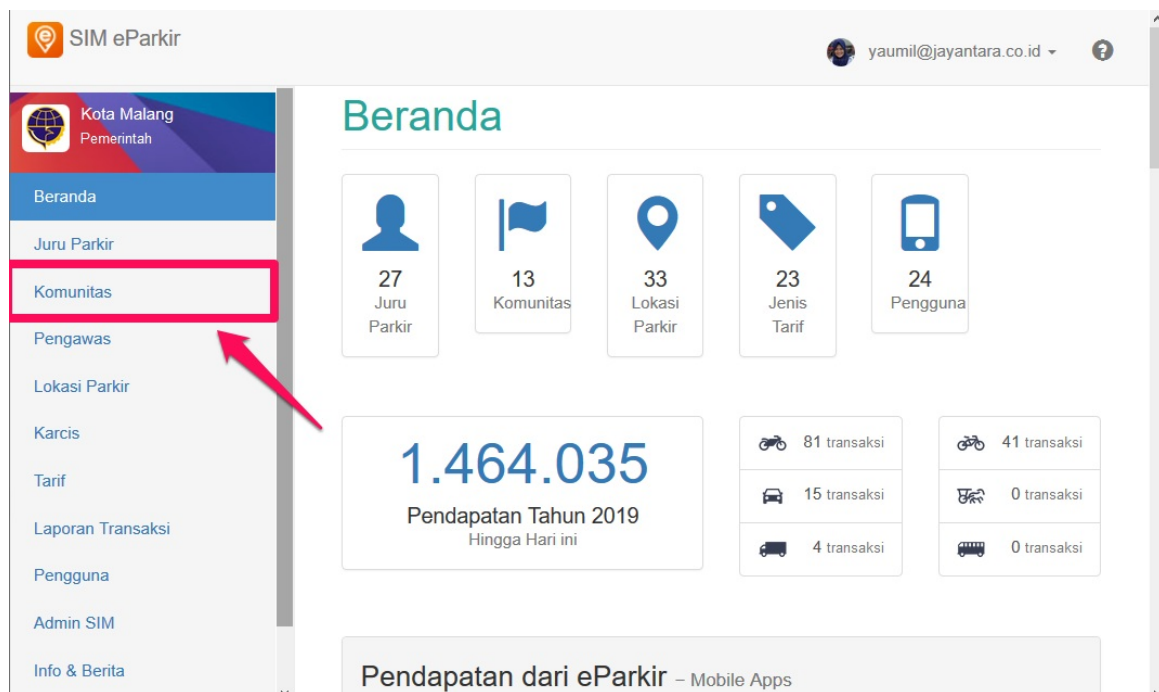 SIM eParkir
yaumil@jayantara.co.id
Kota Malang
Pemerintah
Beranda
Juru Parkir
Komunitas
Pengawas
Lokasi Parkir
Karcis
Tarif
Laporan Transaksi
Pengguna
Admin SIM
Info & Berita
Beranda
27
Juru
Parkir
13
Komunitas
33
Lokasi
Parkir
23
Jenis
Tarif
24
Pengguna
1.464.035
Pendapatan Tahun 2019
Hingga Hari ini
81 transaksi
15 transaksi
4 transaksi
41 transaksi
0 transaksi
0 transaksi
Pendapatan dari eParkir – Mobile Apps